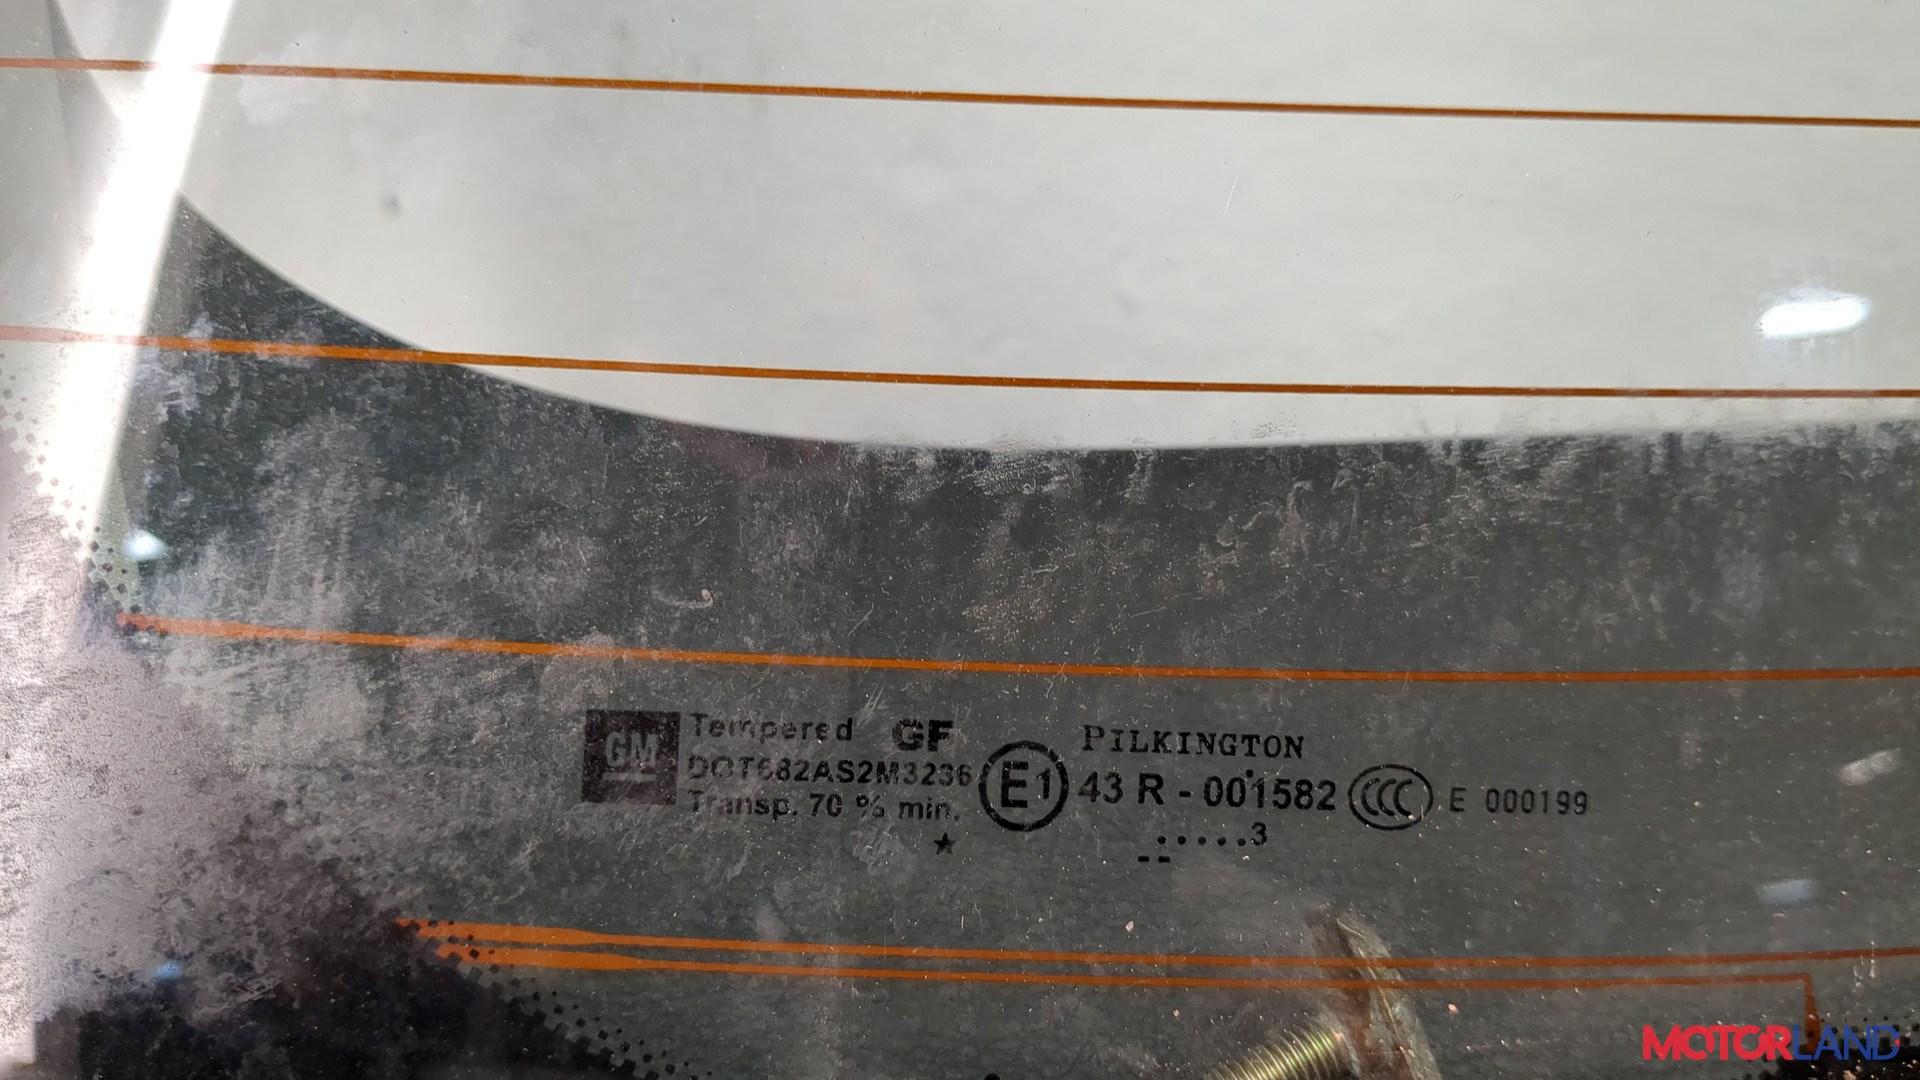 GM
Tempered GF
DOT682AS2M3236
Transp. 70 % min.
E1
PILKINGTON
43 R - 001582
CCC E 000199
3
MOTORLAND